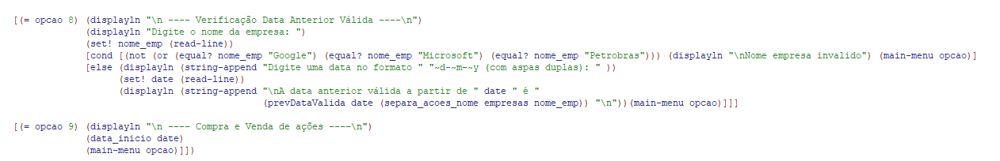 [(= opcao 8) (displayln "\n ---- Verificação Data Anterior Válida ----\n")
(displayln "Digite o nome da empresa: ")
(set! nome_emp (read-line))
[cond [(not (or (equal? nome_emp "Google") (equal? nome_emp "Microsoft") (equal? nome_emp "Petrobras"))) (displayln "\nNome empresa invalido") (main-menu opcao)]
[else (displayln (string-append "Digite uma data no formato " "~d-~m-~y (com aspas duplas): " ))
(set! date (read-line))
(displayln (string-append "\nA data anterior válida a partir de " date " é "
(prevDataValida date (separa_acoes_nome empresas nome_emp)) "\n"))(main-menu opcao)]]]
[(= opcao 9) (displayln "\n ---- Compra e Venda de ações ----\n")
(data_inicio date)
(main-menu opcao)]])